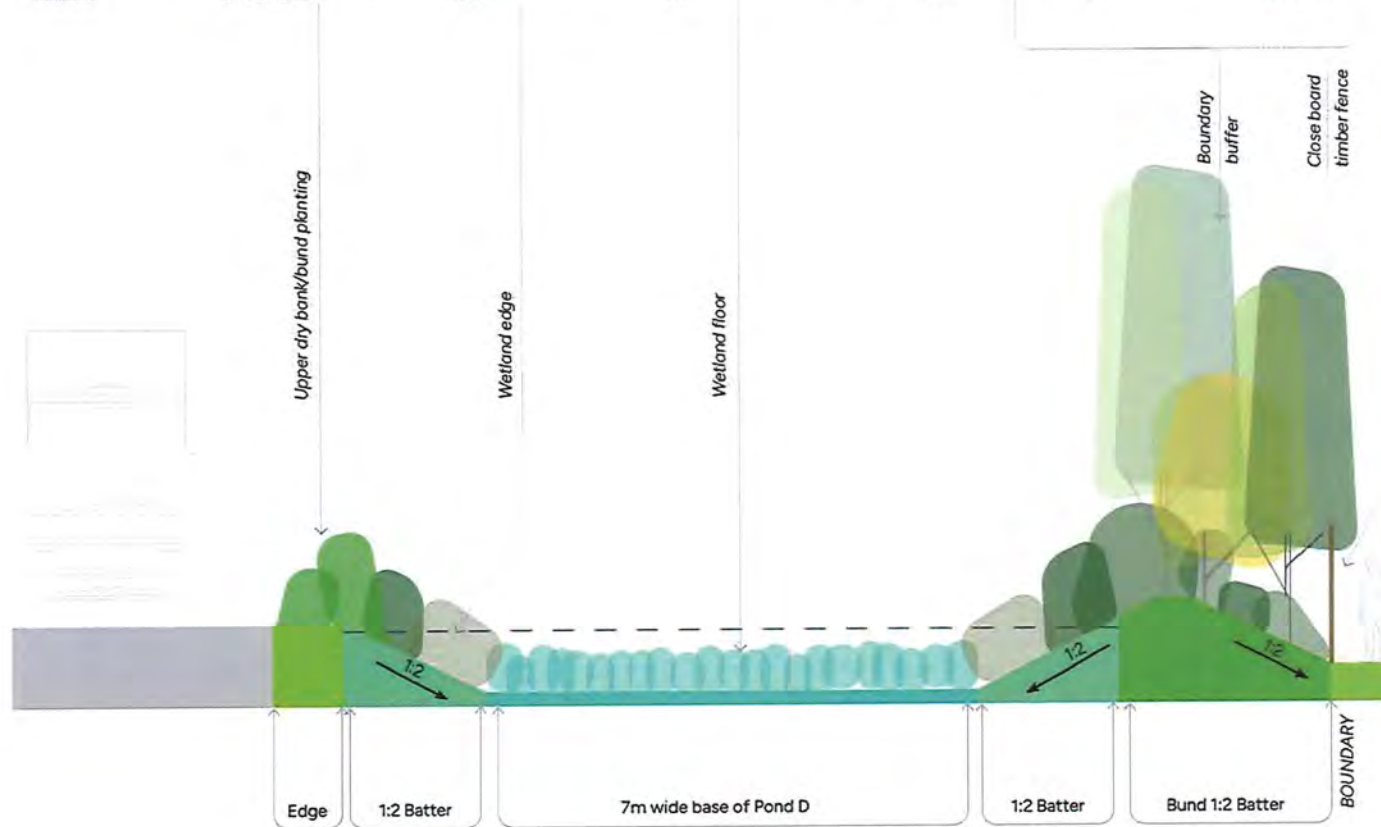 Boundary
buffer
Close board
timber fence
Upper dry bank/bund planting
Wetland edge
Wetland floor
1:2
1:2
1:2
Edge
1:2 Batter
7m wide base of Pond D
1:2 Batter
Bund 1:2 Batter
BOUNDARY